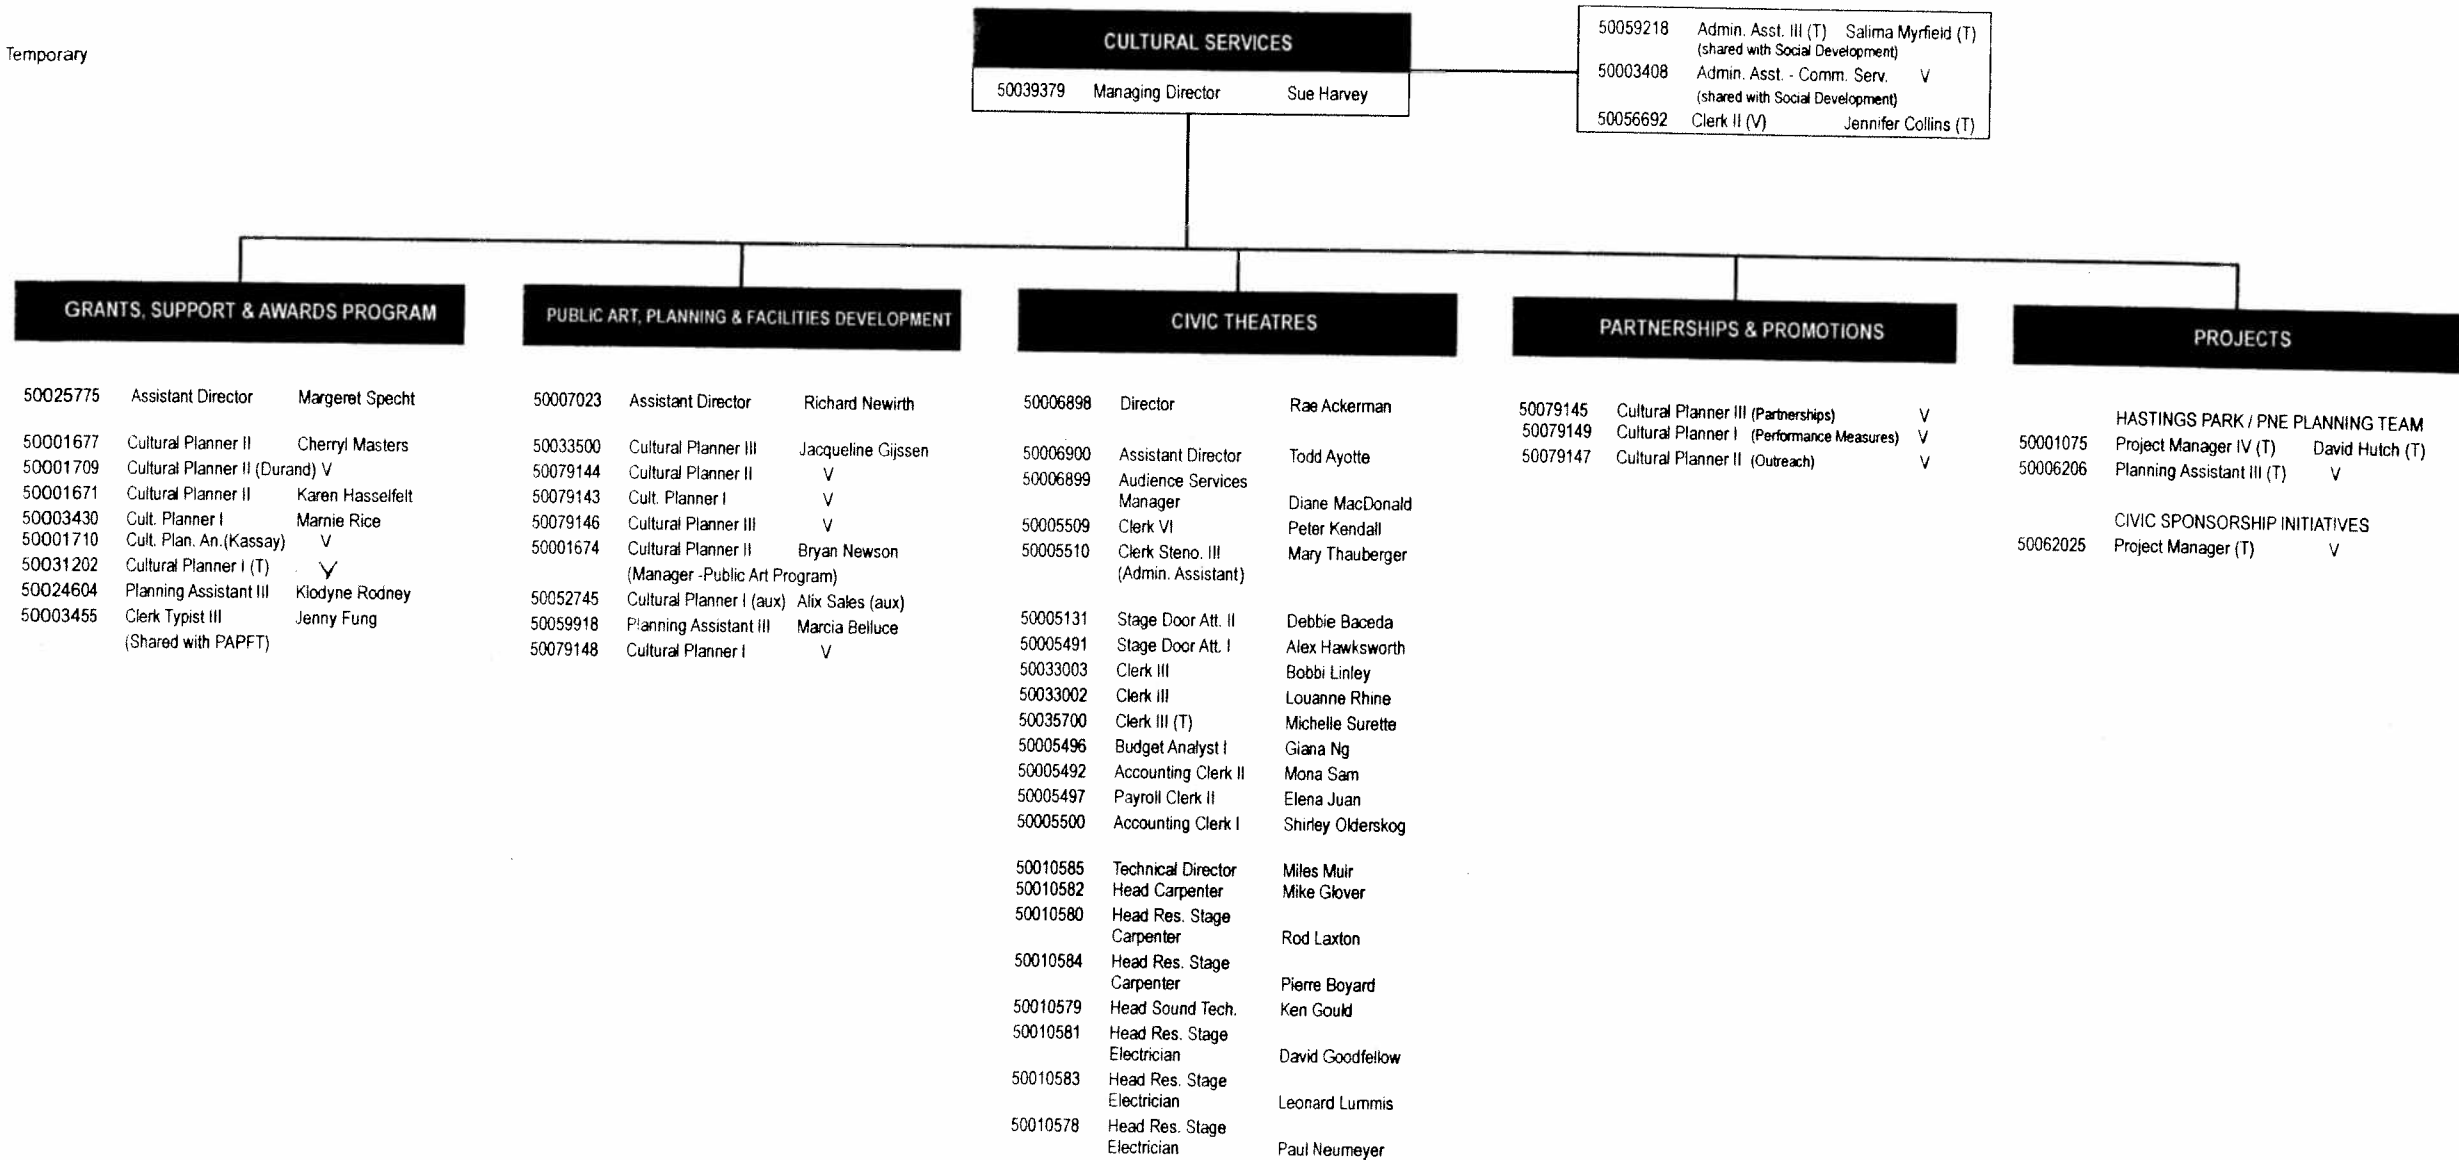 Temporary
CULTURAL SERVICES
50039379 Managing Director Sue Harvey
50059218 Admin. Asst. III (T) Salima Myrfield (T)
(shared with Social Development)
50003408 Admin. Asst. - Comm. Serv. V
(shared with Social Development)
50056692 Clerk II (V) Jennifer Collins (T)
GRANTS, SUPPORT & AWARDS PROGRAM
50025775 Assistant Director Margeret Specht
50001677 Cultural Planner II Cherryl Masters
50001709 Cultural Planner II (Durand) V
50001671 Cultural Planner II Karen Hasselfelt
50003430 Cult. Planner I Marnie Rice
50001710 Cult. Plan. An.(Kassay) V
50031202 Cultural Planner I (T) V
50024604 Planning Assistant III Klodyne Rodney
50003455 Clerk Typist III Jenny Fung
(Shared with PAPFT)
PUBLIC ART, PLANNING & FACILITIES DEVELOPMENT
50007023 Assistant Director Richard Newirth
50033500 Cultural Planner III Jacqueline Gijssen
50079144 Cultural Planner II V
50079143 Cult. Planner I V
50079146 Cultural Planner III V
50001674 Cultural Planner II Bryan Newson
(Manager -Public Art Program)
50052745 Cultural Planner I (aux) Alix Sales (aux)
50059918 Planning Assistant III Marcia Belluce
50079148 Cultural Planner I V
CIVIC THEATRES
50006898 Director Rae Ackerman
50006900 Assistant Director Todd Ayotte
50006899 Audience Services
Manager Diane MacDonald
50005509 Clerk VI Peter Kendall
50005510 Clerk Steno. III Mary Thauberger
(Admin. Assistant)
50005131 Stage Door Att. II Debbie Baceda
50005491 Stage Door Att. I Alex Hawksworth
50033003 Clerk III Bobbi Linley
50033002 Clerk III Louanne Rhine
50035700 Clerk III (T) Michelle Surette
50005496 Budget Analyst I Giana Ng
50005492 Accounting Clerk II Mona Sam
50005497 Payroll Clerk II Elena Juan
50005500 Accounting Clerk I Shirley Olderskog
50010585 Technical Director Miles Muir
50010582 Head Carpenter Mike Glover
50010580 Head Res. Stage
Carpenter Rod Laxton
50010584 Head Res. Stage
Carpenter Pierre Boyard
50010579 Head Sound Tech. Ken Gould
50010581 Head Res. Stage
Electrician David Goodfellow
50010583 Head Res. Stage
Electrician Leonard Lummis
50010578 Head Res. Stage
Electrician Paul Neumeyer
PARTNERSHIPS & PROMOTIONS
50079145 Cultural Planner III (Partnerships) V
50079149 Cultural Planner I (Performance Measures) V
50079147 Cultural Planner II (Outreach) V
PROJECTS
HASTINGS PARK / PNE PLANNING TEAM
50001075 Project Manager IV (T) David Hutch (T)
50006206 Planning Assistant III (T) V
CIVIC SPONSORSHIP INITIATIVES
50062025 Project Manager (T) V